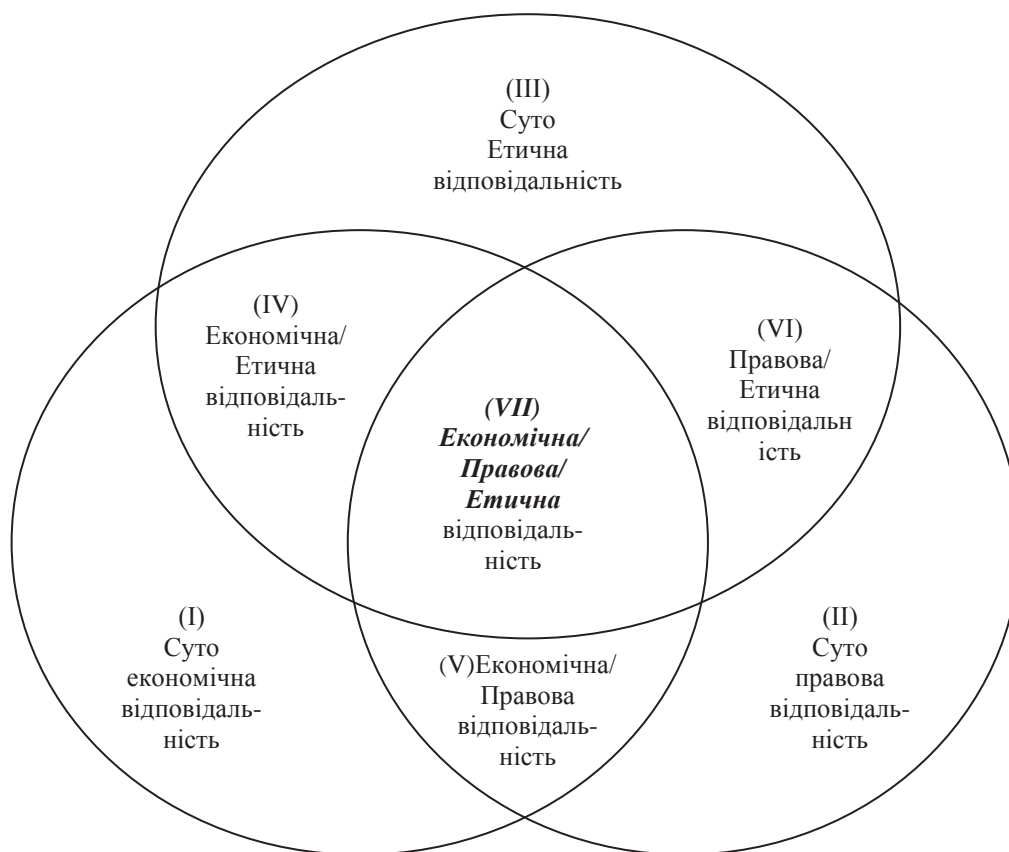 (III)
Суто
Етична
відповідальність
(IV)
Економічна/
Етична
відповідаль-
ність
(VI)
Правова/
Етична
відповідальн
ість
(VII)
Економічна/
Правова/
Етична
відповідаль-
ність
(I)
Суто
економічна
відповідаль-
ність
(V)Економічна/
Правова
відповідаль-
ність
(II)
Суто
правова
відповідаль-
ність